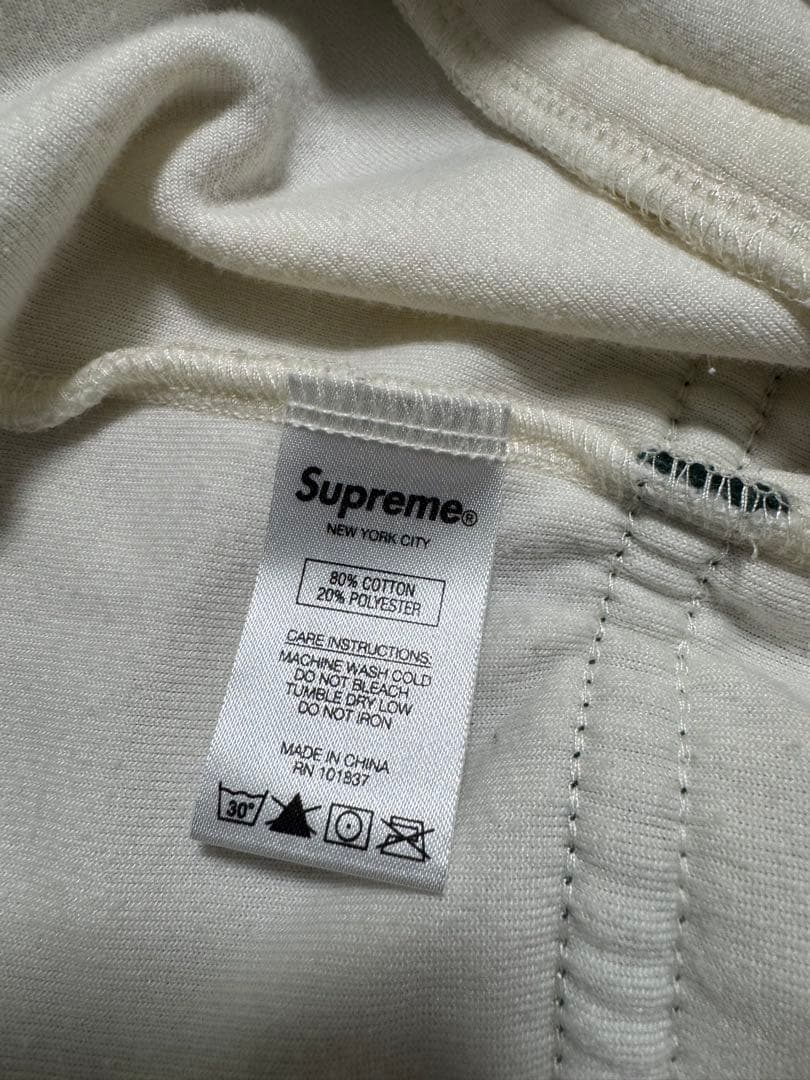 Supreme®
NEW YORK CITY
80% COTTON
20% POLYESTER
CARE INSTRUCTIONS:
MACHINE WASH COLD
DO NOT BLEACH
TUMBLE DRY LOW
DO NOT IRON
MADE IN CHINA
RN 101837
30°